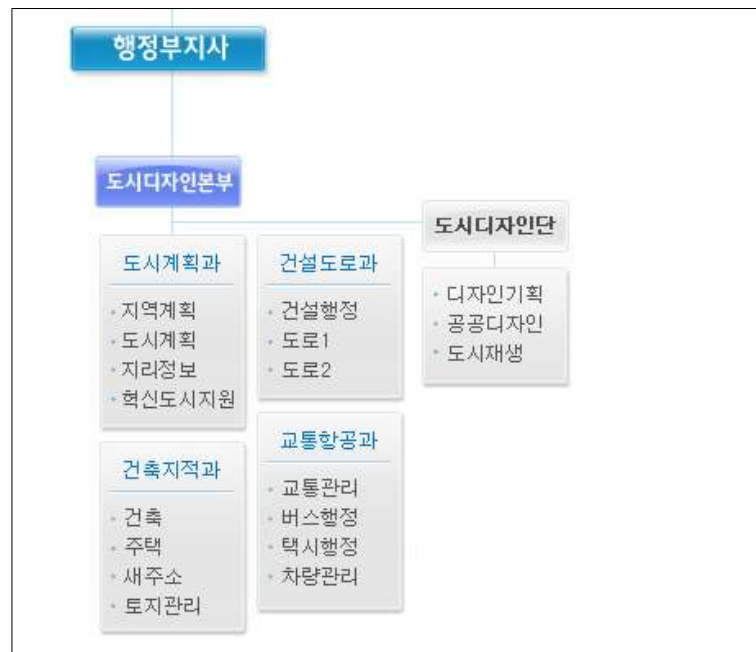 행정부지사
도시디자인본부
도시디자인단
디자인기획
공공디자인
도시재생
도시계획과
지역계획
도시계획
지리정보
혁신도시지원
건설도로과
건설행정
도로1
도로2
건축지적과
건축
주택
새주소
토지관리
교통항공과
교통관리
버스행정
택시행정
차량관리